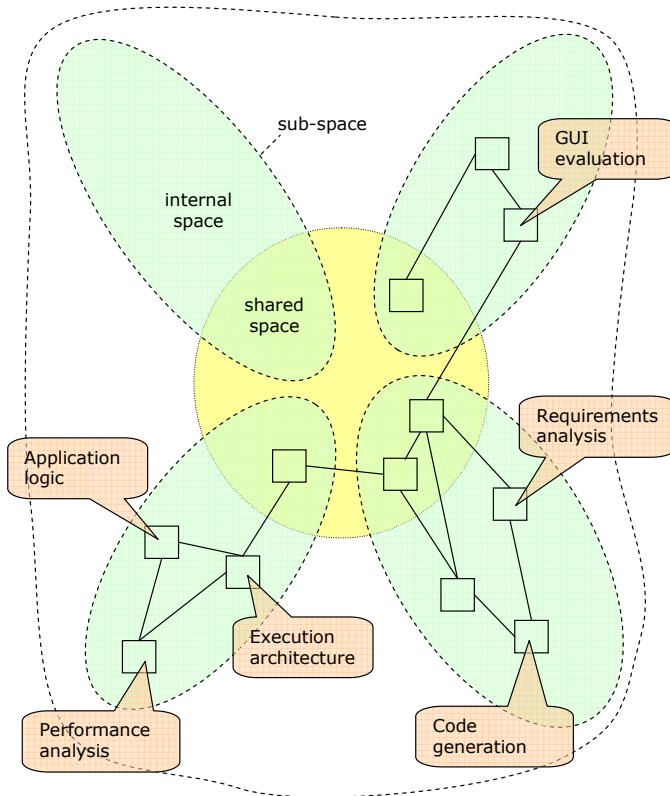 sub-space
GUI
evaluation
internal
space
shared
space
Requirements
analysis
Application
logic
Execution
architecture
Performance
analysis
Code
generation